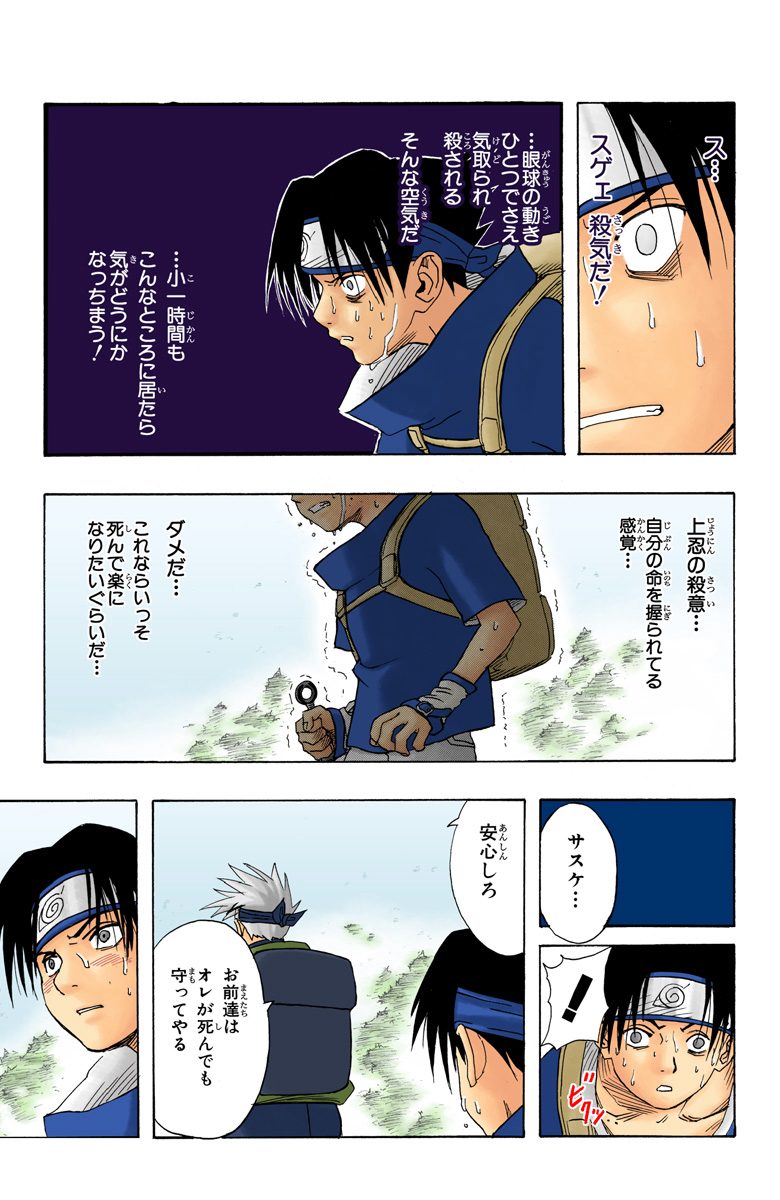 ス…
スゲェ殺気だ!
…眼球の動き
ひとつでさえ
気取られ
殺される
そんな空気だ
…小一時間も
こんなところに居たら
気がどうにか
なっちまう!
上忍の殺意…
自分の命を握られてる
感覚…
ダメだ…
これならいっそ
死んで楽に
なりたいぐらいだ…
サスケ…
!
ビクッ
安心しろ
お前達は
オレが死んでも
守ってやる